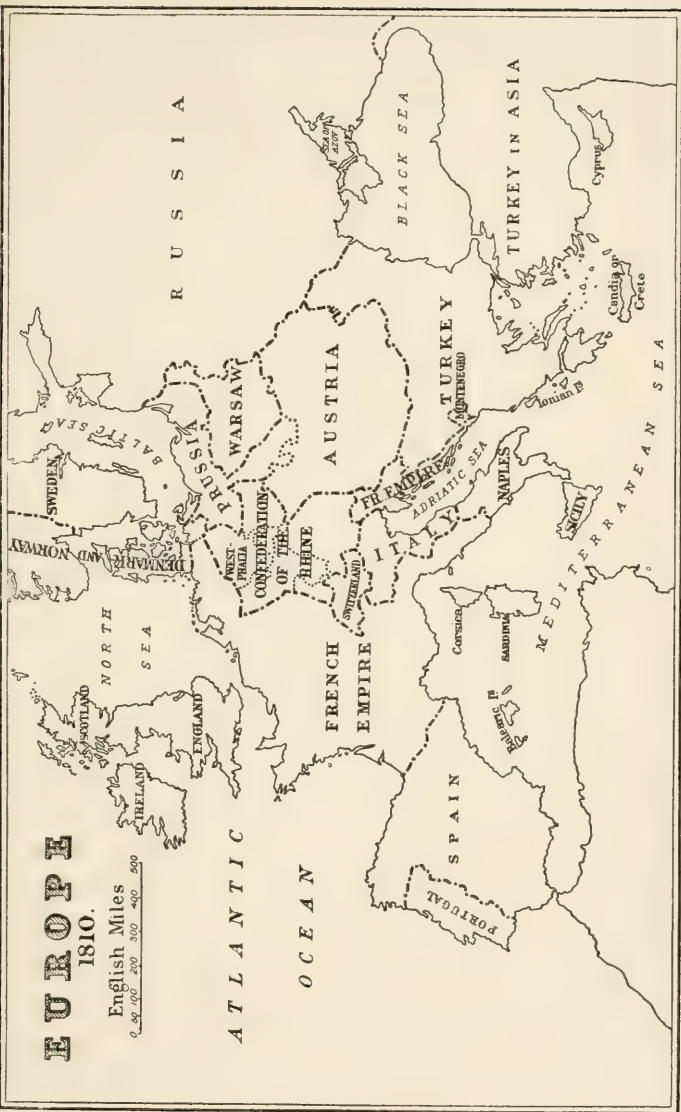 EUROPE
1810.
English Miles
0 50 100 200 300 400 500
ATLANTIC
OCEAN
NORTH
SEA
SCOTLAND
IRELAND
ENGLAND
DENMARK AND NORWAY
SWEDEN
BALTIC SEA
RUSSIA
PRUSSIA
WARSAW
WEST-
PHALIA
CONFEDERATION
OF THE
RHINE
AUSTRIA
FRENCH
EMPIRE
SWITZERLAND
ITALY
FR. EMPIRE
ADRIATIC SEA
TURKEY
MONTENEGRO
SEA OF
AZOV
BLACK SEA
TURKEY IN ASIA
PORTUGAL
SPAIN
Balearic Is
Corsica
SARDINIA
NAPLES
SICILY
Ionian Is
Candia or
Crete
Cyprus
MEDITERRANEAN SEA